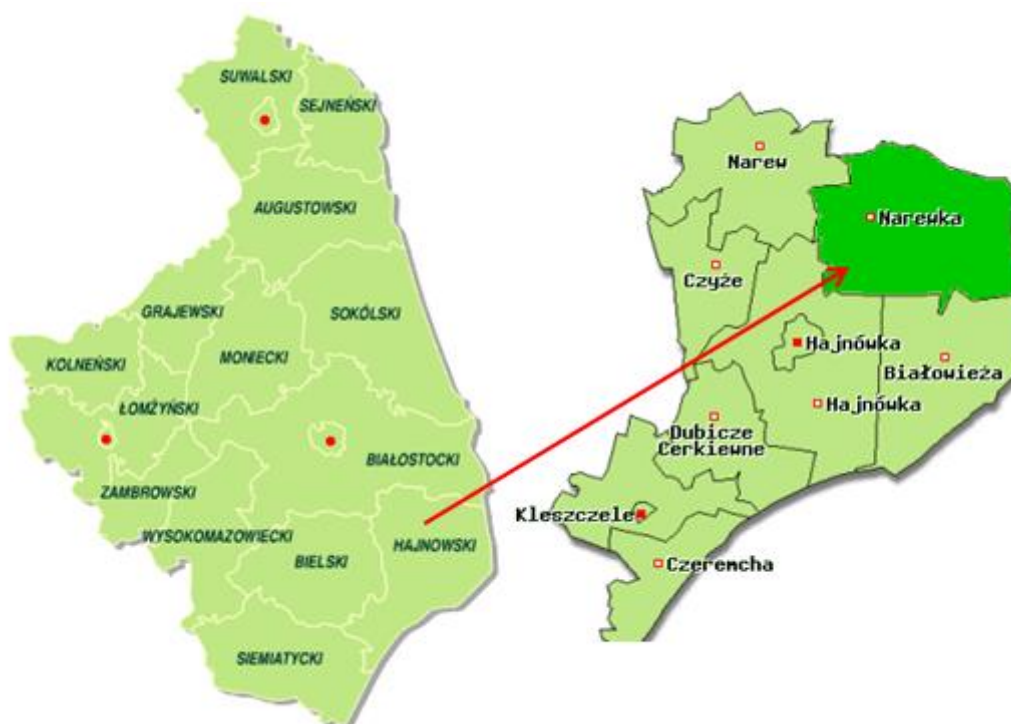 SUWALSKI
SEJNEŃSKI
AUGUSTOWSKI
GRAJEWSKI
SOKÓLSKI
KOLNEŃSKI
MONIECKI
ŁOMŻYŃSKI
BIAŁOSTOCKI
ZAMBROWSKI
WYSOKOMAZOWIECKI
BIELSKI
HAJNOWSKI
SIEMIATYCKI
Narew
Narewka
Czyże
Hajnówka
Białowieża
Hajnówka
Dubicze
Cerkiewne
Kleszczele
Czeremcha